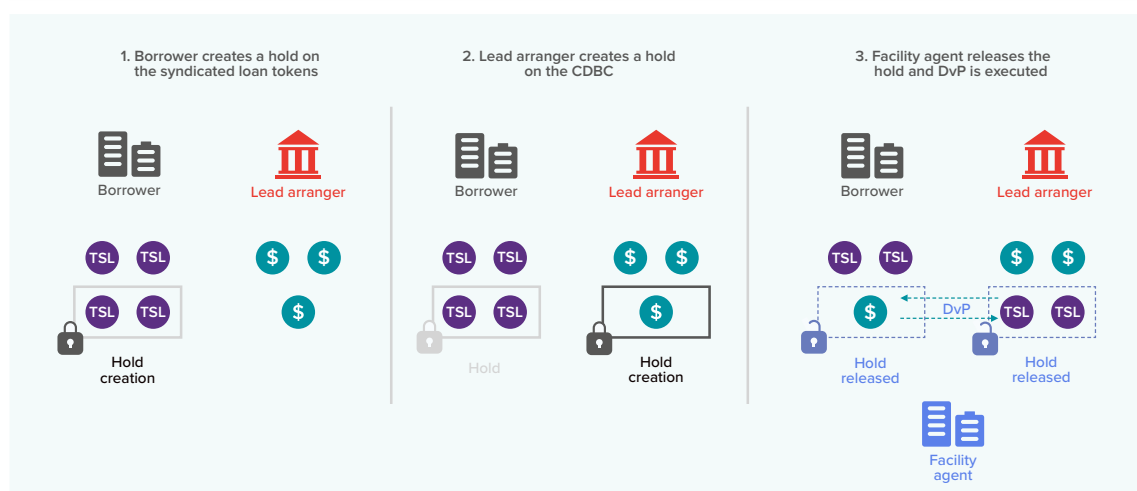 1. Borrower creates a hold on
the syndicated loan tokens
2. Lead arranger creates a hold
on the CDBC
3. Facility agent releases the
hold and DvP is executed
Borrower
Lead arranger
Borrower
Lead arranger
Borrower
Lead arranger
TSL
TSL
$
$
TSL
TSL
$
$
TSL
TSL
$
$
TSL
TSL
$
TSL
TSL
$
$
DvP
TSL
TSL
Hold
creation
Hold
Hold
creation
Hold
released
Hold
released
Facility
agent